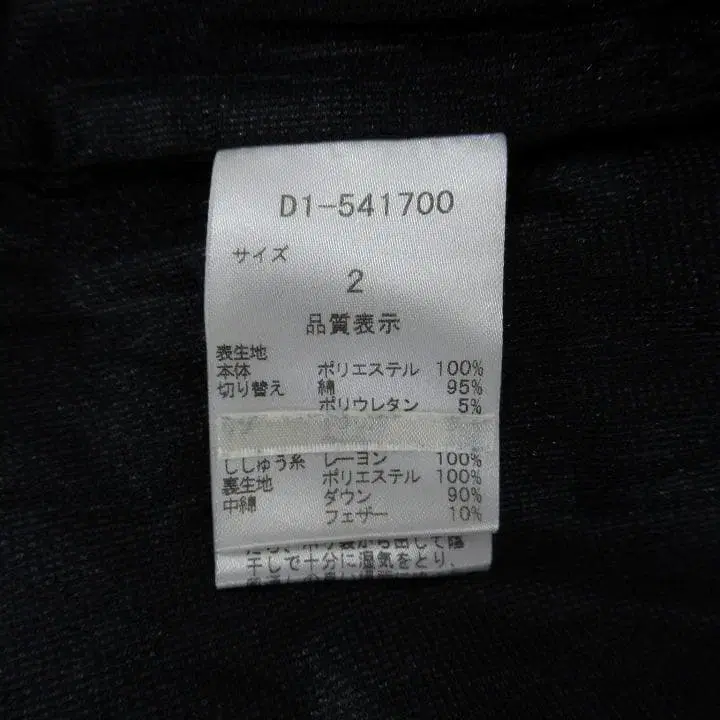 D1-541700
サイズ
2
品質表示
表生地
本体 ポリエステル 100%
切り替え 綿 95%
ポリウレタン 5%
ししゅう糸 レーヨン 100%
裏生地 ポリエステル 100%
中綿 ダウン 90%
フェザー 10%
干しで十分に湿気をとり、